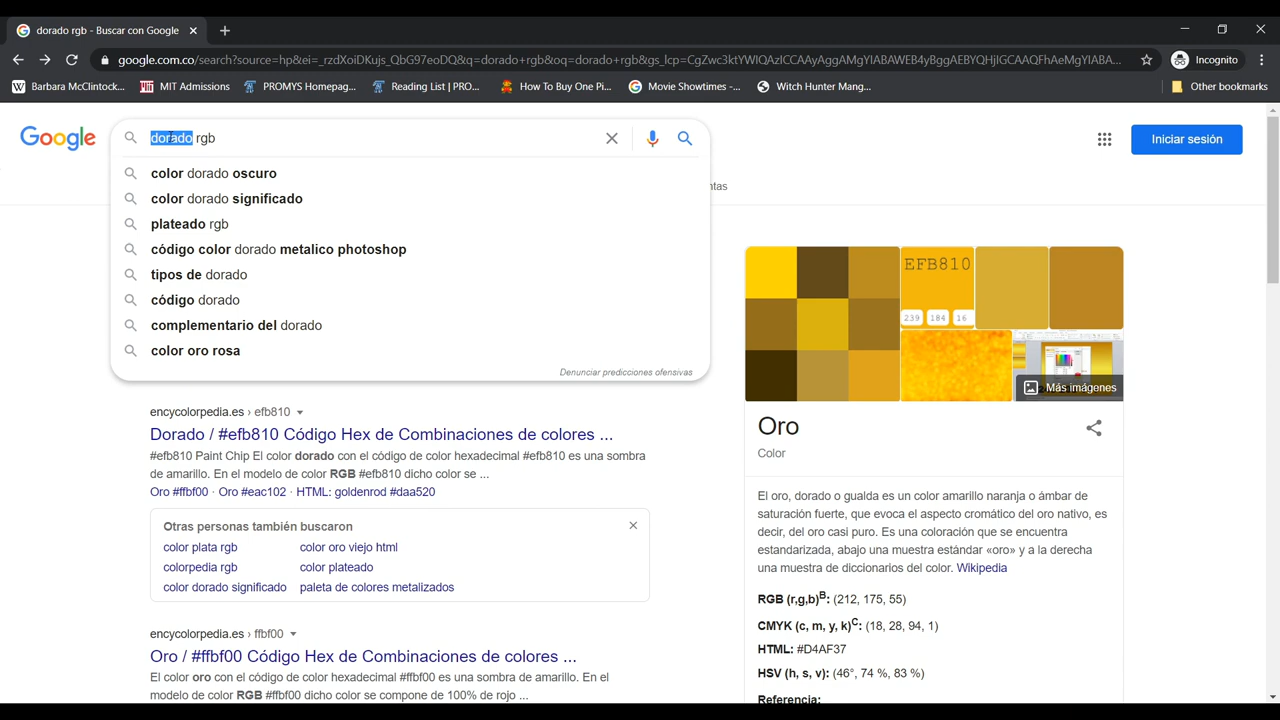 dorado rgb - Buscar con Google
google.com.co/search?source=hp&ei=_rzdXoiDKujs_QbG97eoDQ&q=dorado+rgb&oq=dorado+rgb&gs_lcp=CgZwc3ktYWIQAzICCAAyAggAMgYIABAWEB4yBggAEBYQHjIGCAAQFhAeMgYIABA...
Incognito
Barbara McClintock...
MIT Admissions
PROMYS Homepag...
Reading List | PRO...
How To Buy One Pi...
Movie Showtimes -...
Witch Hunter Mang...
Other bookmarks
Google
dorado rgb
Iniciar sesión
ntas
color dorado oscuro
color dorado significado
plateado rgb
código color dorado metalico photoshop
tipos de dorado
código dorado
complementario del dorado
color oro rosa
Denunciar predicciones ofensivas
encycolorpedia.es › efb810
Dorado / #efb810 Código Hex de Combinaciones de colores ...
#efb810 Paint Chip El color dorado con el código de color hexadecimal #efb810 es una sombra
de amarillo. En el modelo de color RGB #efb810 dicho color se ...
Oro #ffbf00 · Oro #eac102 · HTML: goldenrod #daa520
Otras personas también buscaron
color plata rgb
color oro viejo html
colorpedia rgb
color plateado
color dorado significado
paleta de colores metalizados
encycolorpedia.es › ffbf00
Oro / #ffbf00 Código Hex de Combinaciones de colores ...
El color oro con el código de color hexadecimal #ffbf00 es una sombra de amarillo. En el
modelo de color RGB #ffbf00 dicho color se compone de 100% de rojo ...
EFB810
239 184 16
Más imágenes
Oro
Color
El oro, dorado o gualda es un color amarillo naranja o ámbar de
saturación fuerte, que evoca el aspecto cromático del oro nativo, es
decir, del oro casi puro. Es una coloración que se encuentra
estandarizada, abajo una muestra estándar «oro» y a la derecha
una muestra de diccionarios del color. Wikipedia
RGB (r,g,b)B: (212, 175, 55)
CMYK (c, m, y, k)C: (18, 28, 94, 1)
HTML: #D4AF37
HSV (h, s, v): (46°, 74 %, 83 %)
Referencia: